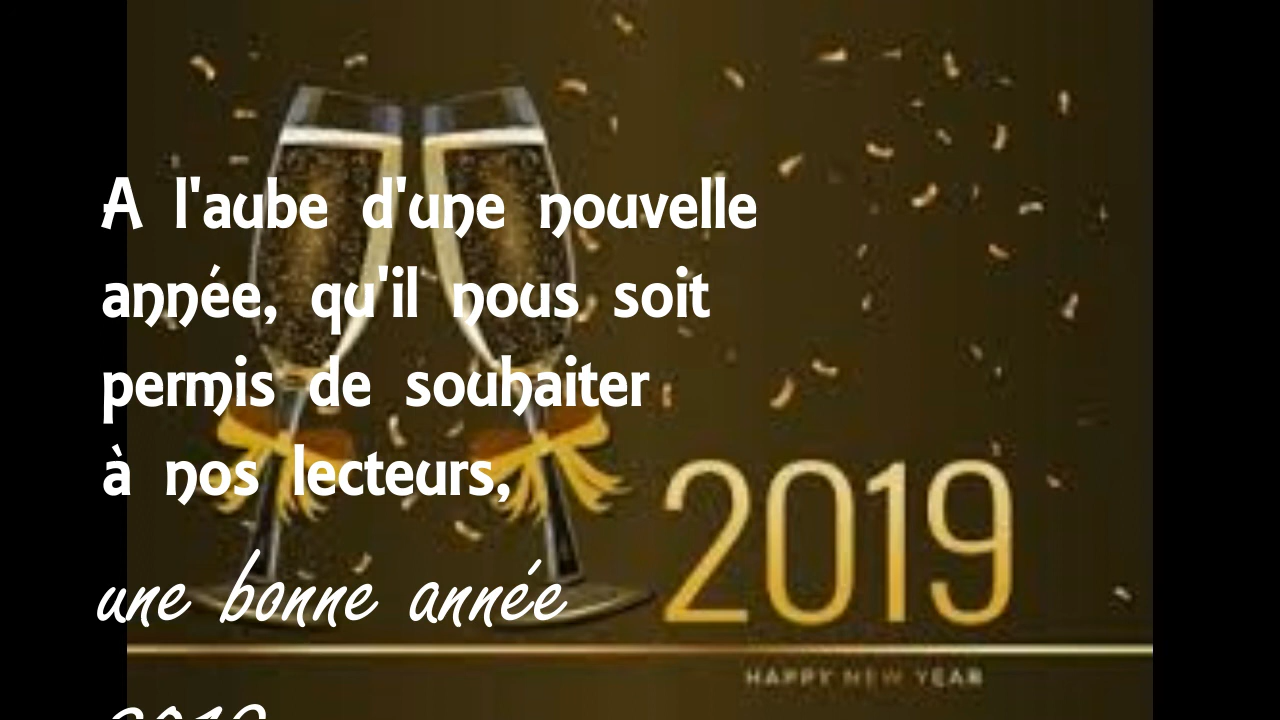 A l'aube d'une nouvelle
année, qu'il nous soit
permis de souhaiter
à nos lecteurs,
une bonne année
2019
2019
HAPPY NEW YEAR